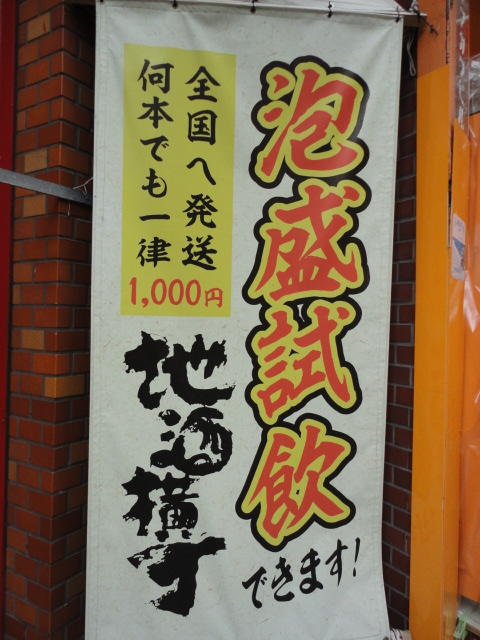 泡盛試飲
できます!
全国へ発送
何本でも一律
1,000円
地酒横丁